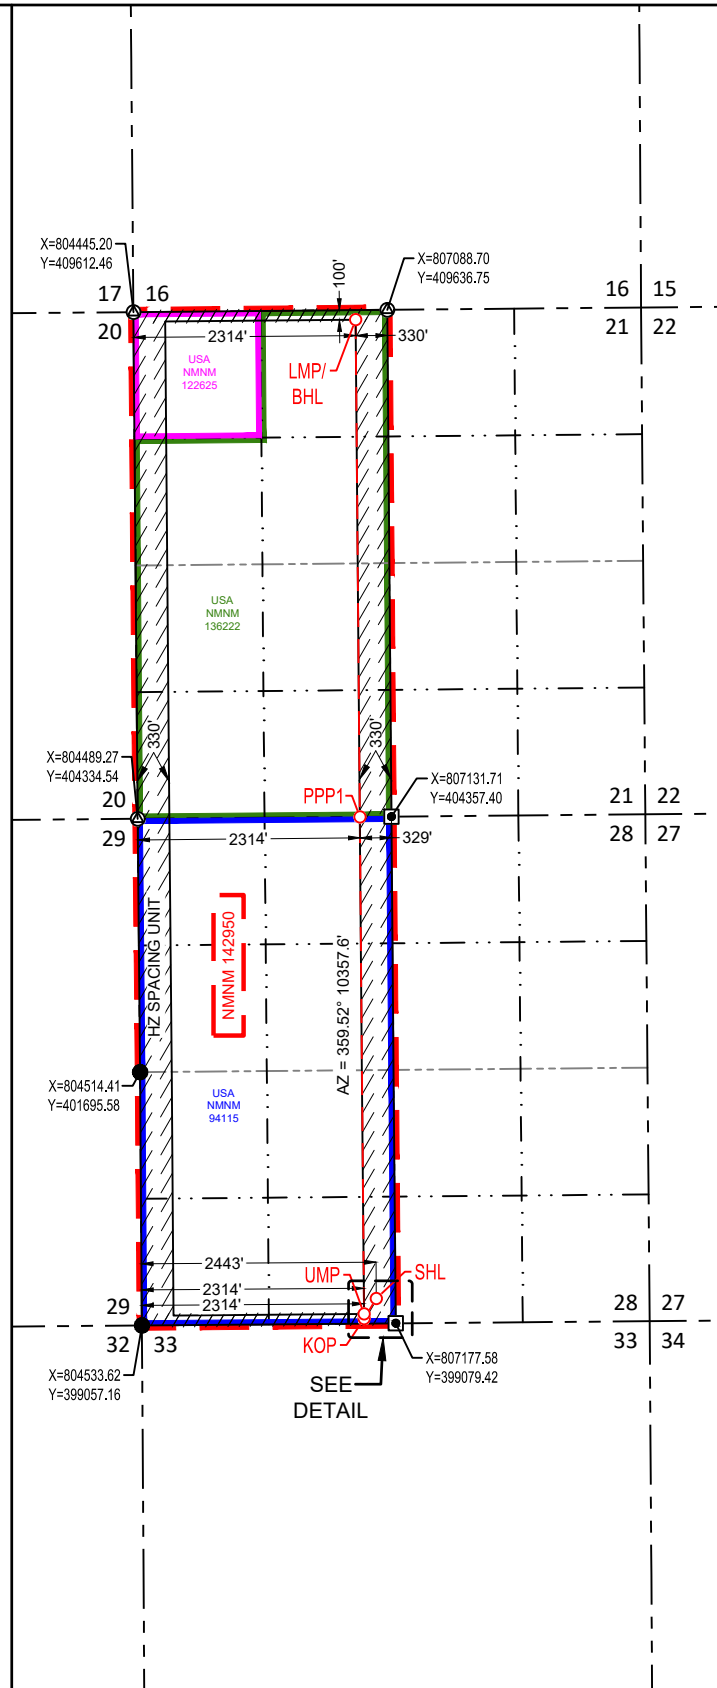 X=804445.20
Y=409612.46
X=807088.70
Y=409636.75
100'
17 16
20
16 15
21 22
2314'
330'
USA
NMNM
122625
LMP/
BHL
USA
NMNM
136222
330'
330'
X=804489.27
Y=404334.54
X=807131.71
Y=404357.40
PPP1
20
29
21 22
28 27
2314'
329'
HZ SPACING UNIT
NMNM 142950
AZ = 359.52° 10357.6'
X=804514.41
Y=401695.58
USA
NMNM
94115
2443'
UMP
SHL
2314'
2314'
29
32 33
28 27
33 34
KOP
X=804533.62
Y=399057.16
X=807177.58
Y=399079.42
SEE
DETAIL